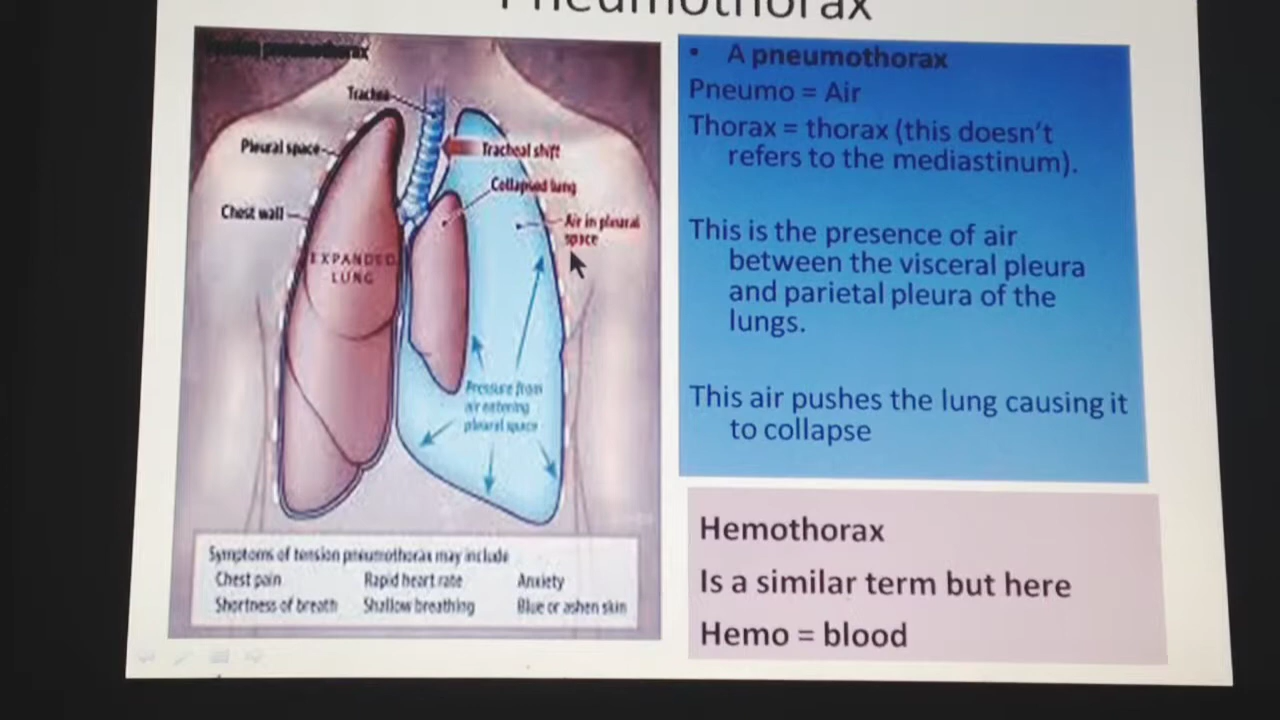 Pneumothorax
Tension pneumothorax
Trachea
Pleural space
Tracheal shift
Collapsed lung
Chest wall
Air in pleural
space
EXPANDED
LUNG
Pressure from
air entering
pleural space
Symptoms of tension pneumothorax may include
Chest pain Rapid heart rate Anxiety
Shortness of breath Shallow breathing Blue or ashen skin
• A pneumothorax
Pneumo = Air
Thorax = thorax (this doesn't
refers to the mediastinum).
This is the presence of air
between the visceral pleura
and parietal pleura of the
lungs.
This air pushes the lung causing it
to collapse
Hemothorax
Is a similar term but here
Hemo = blood